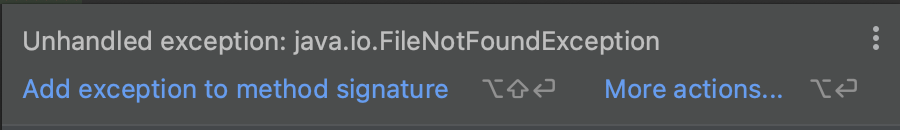 Unhandled exception: java.io.FileNotFoundException
Add exception to method signature ⌥⇧⏎ More actions... ⌥⏎